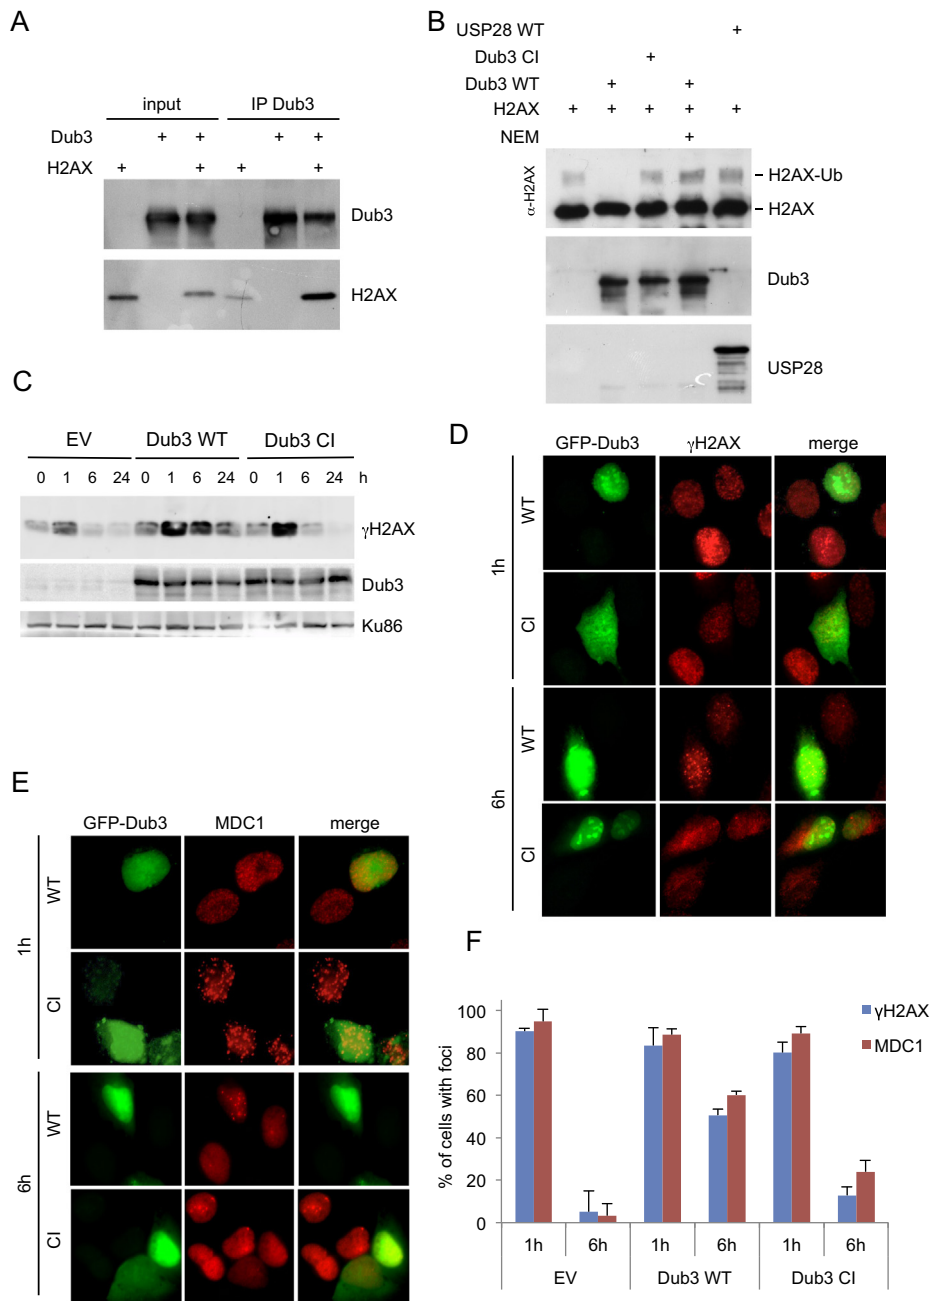 A
input IP Dub3
Dub3 + + + +
H2AX + + + +
Dub3
H2AX
B
USP28 WT +
Dub3 CI +
Dub3 WT + +
H2AX + + + + +
NEM +
α-H2AX
H2AX-Ub
H2AX
Dub3
USP28
C
EV Dub3 WT Dub3 CI
0 1 6 24 0 1 6 24 0 1 6 24 h
γH2AX
Dub3
Ku86
D
GFP-Dub3 γH2AX merge
1h
WT
CI
6h
WT
CI
E
GFP-Dub3 MDC1 merge
1h
WT
CI
6h
WT
CI
F
% of cells with foci
100
80
60
40
20
0
γH2AX
MDC1
1h 6h 1h 6h 1h 6h
EV Dub3 WT Dub3 CI